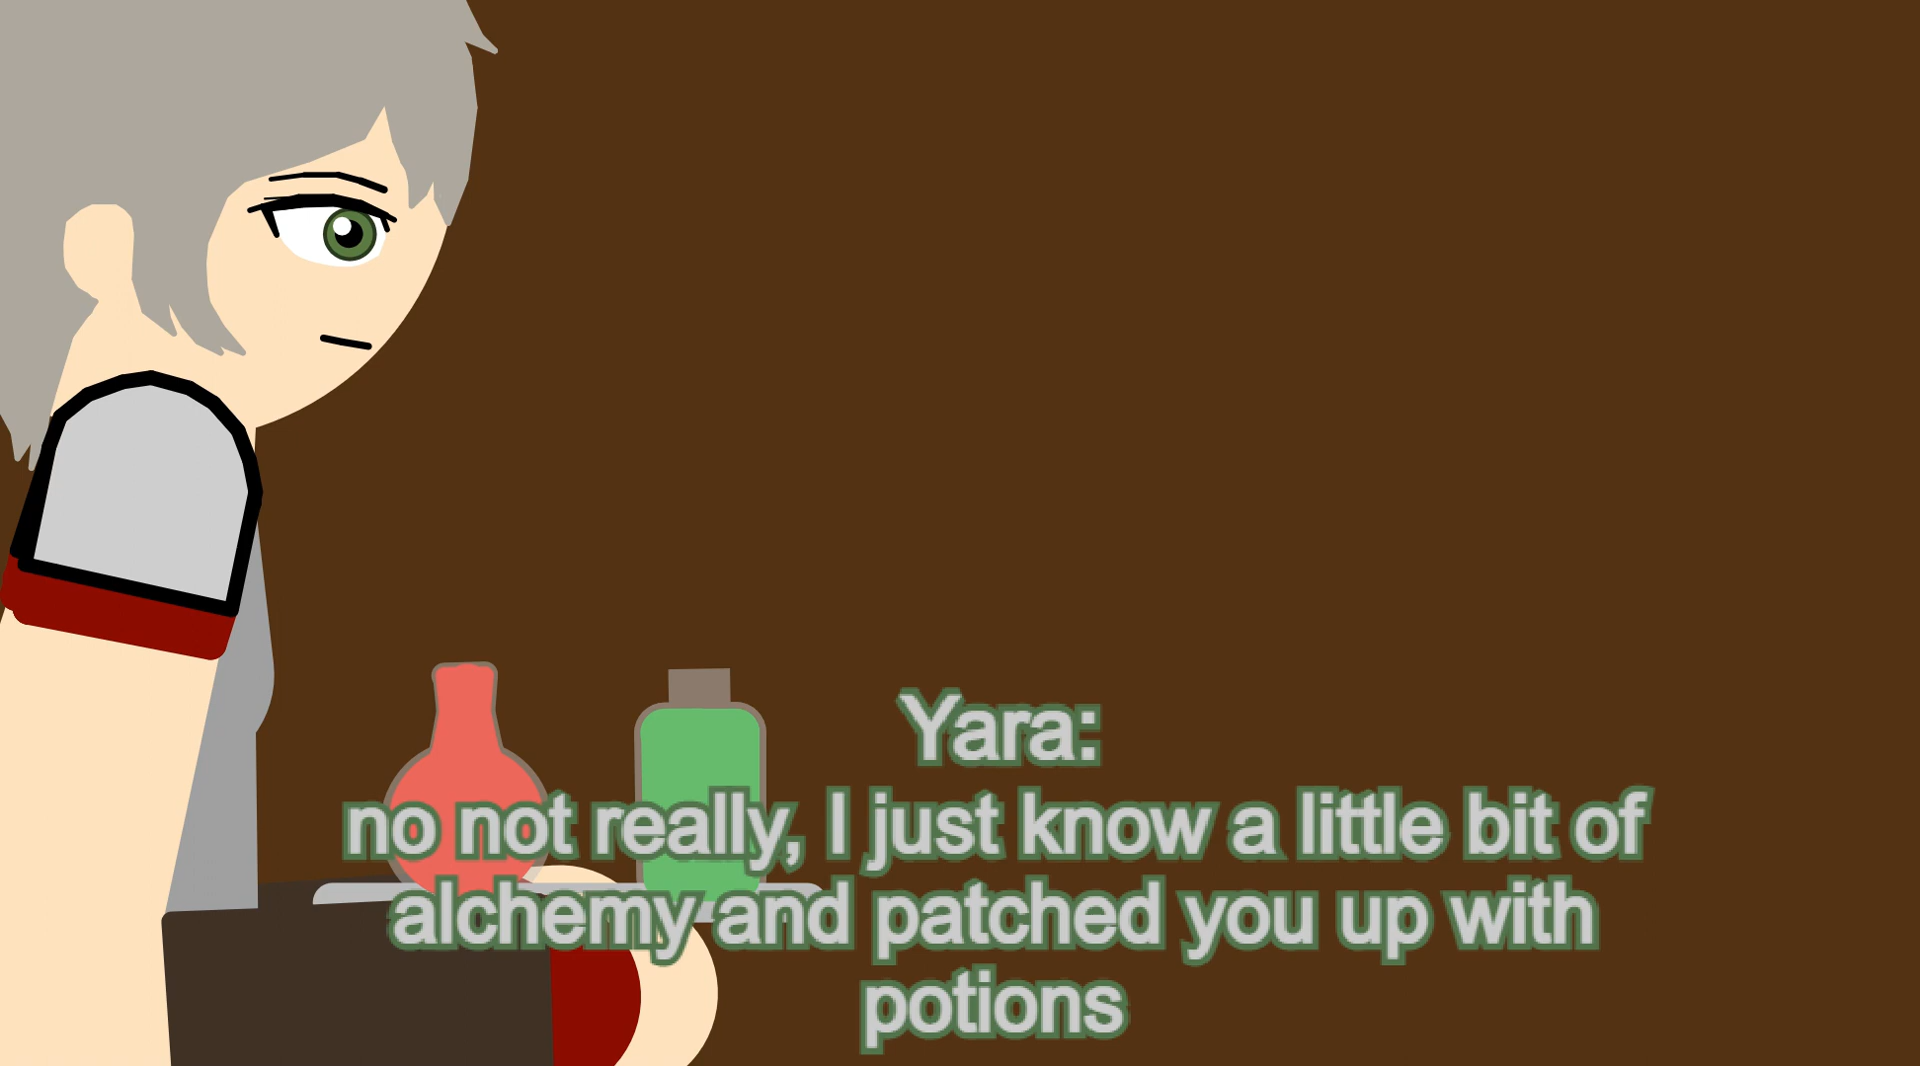 Yara:
no not really, I just know a little bit of
alchemy and patched you up with
potions